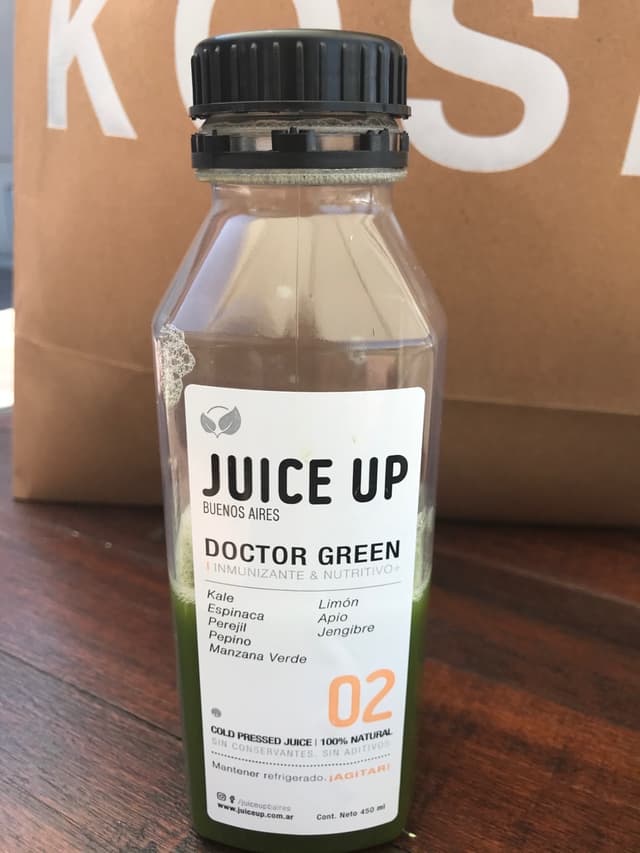 KOS
JUICE UP
BUENOS AIRES
DOCTOR GREEN
| INMUNIZANTE & NUTRITIVO+
Kale
Espinaca
Perejil
Pepino
Manzana Verde
Limón
Apio
Jengibre
02
COLD PRESSED JUICE | 100% NATURAL
SIN CONSERVANTES. SIN ADITIVOS
Mantener refrigerado. ¡AGITAR!
/juiceupbaires
www.juiceup.com.ar
Cont. Neto 450 ml